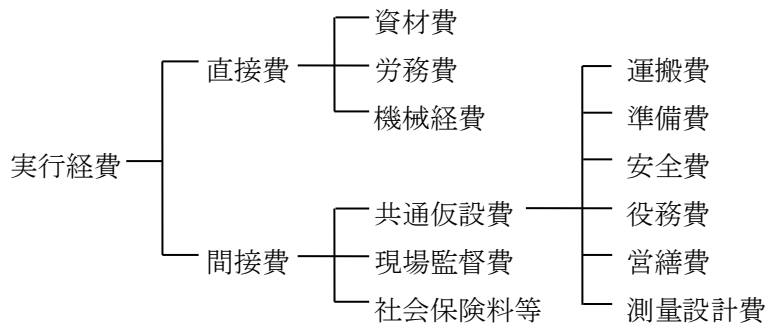 実行経費
直接費
資材費
労務費
機械経費
間接費
共通仮設費
現場監督費
社会保険料等
運搬費
準備費
安全費
役務費
営繕費
測量設計費